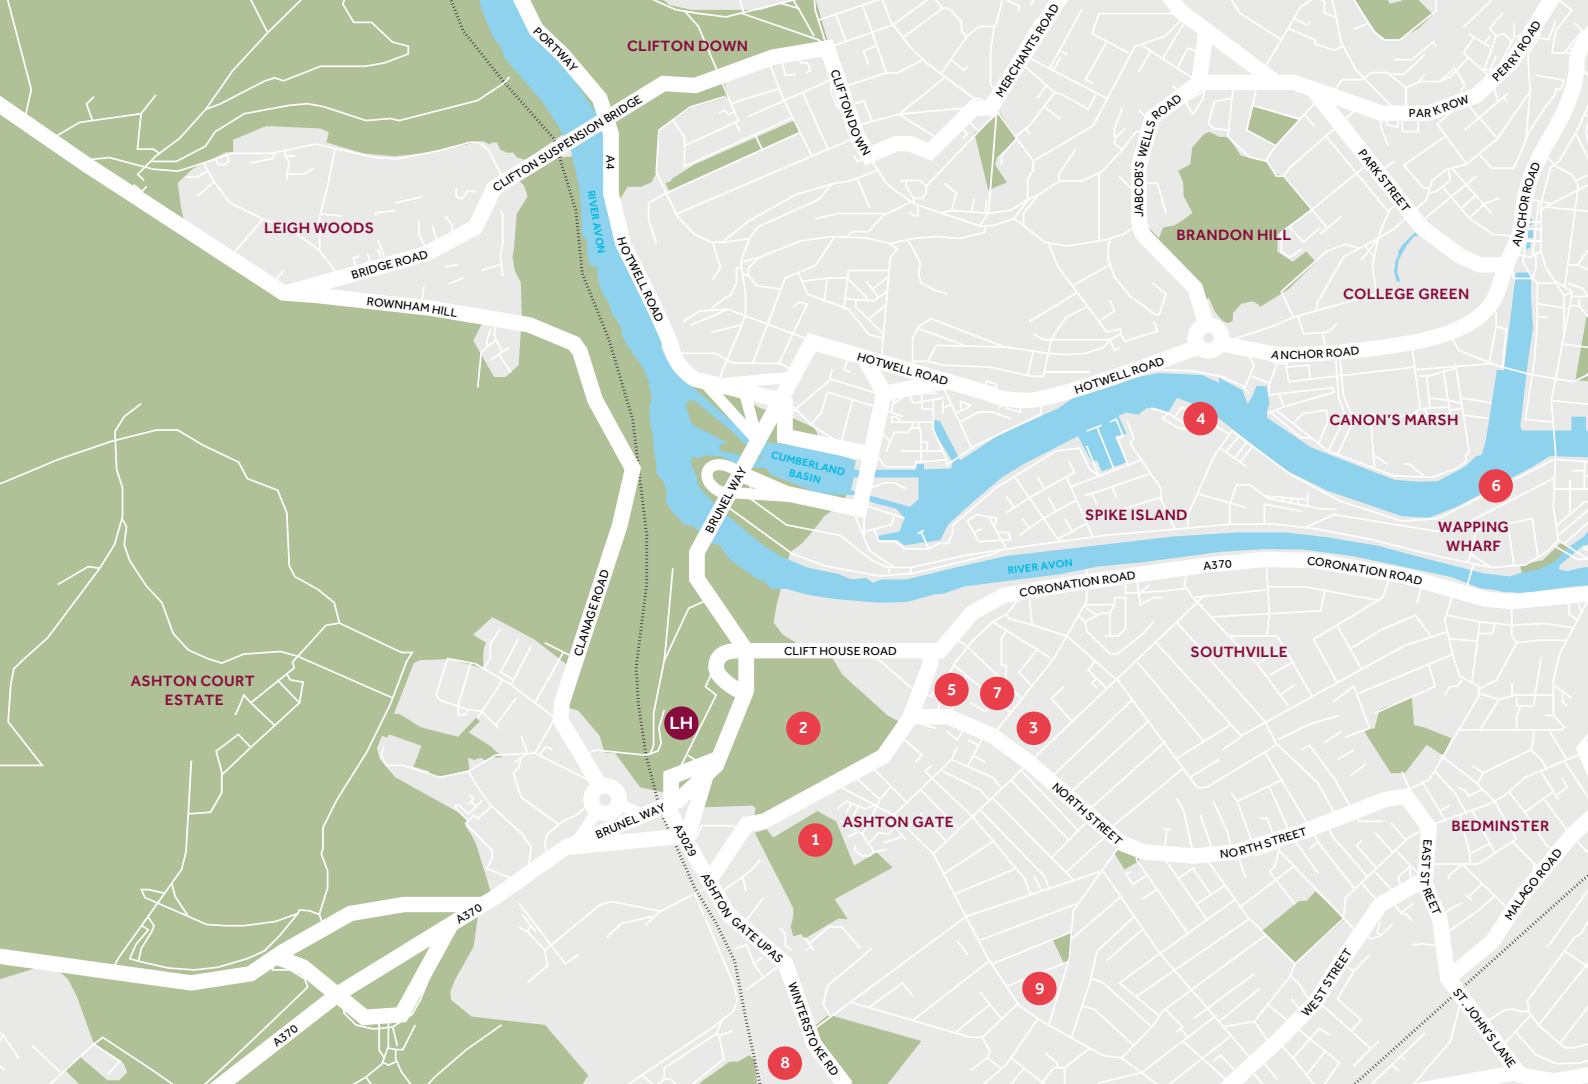 PORTWAY
CLIFTON DOWN
MERCHANTS ROAD
PERRY ROAD
CLIFTON DOWN
PARK ROW
CLIFTON SUSPENSION BRIDGE
A4
JABCOB'S WELLS ROAD
PARK STREET
ANCHOR ROAD
RIVER AVON
LEIGH WOODS
BRIDGE ROAD
BRANDON HILL
HOTWELL ROAD
COLLEGE GREEN
ROWNHAM HILL
HOTWELL ROAD
HOTWELL ROAD
ANCHOR ROAD
4
CANON'S MARSH
CUMBERLAND
BASIN
BRUNEL WAY
6
SPIKE ISLAND
WAPPING
WHARF
RIVER AVON
CORONATION ROAD
A370
CORONATION ROAD
CLANAGE ROAD
CLIFT HOUSE ROAD
SOUTHVILLE
ASHTON COURT
ESTATE
5
7
LH
2
3
NORTH STREET
BRUNEL WAY
A3029
1
ASHTON GATE
NORTH STREET
BEDMINSTER
EAST STREET
MALAGO ROAD
A370
ASHTON GATE UPAS
WEST STREET
9
WINTERSTOKE RD
ST. JOHN'S LANE
A370
8